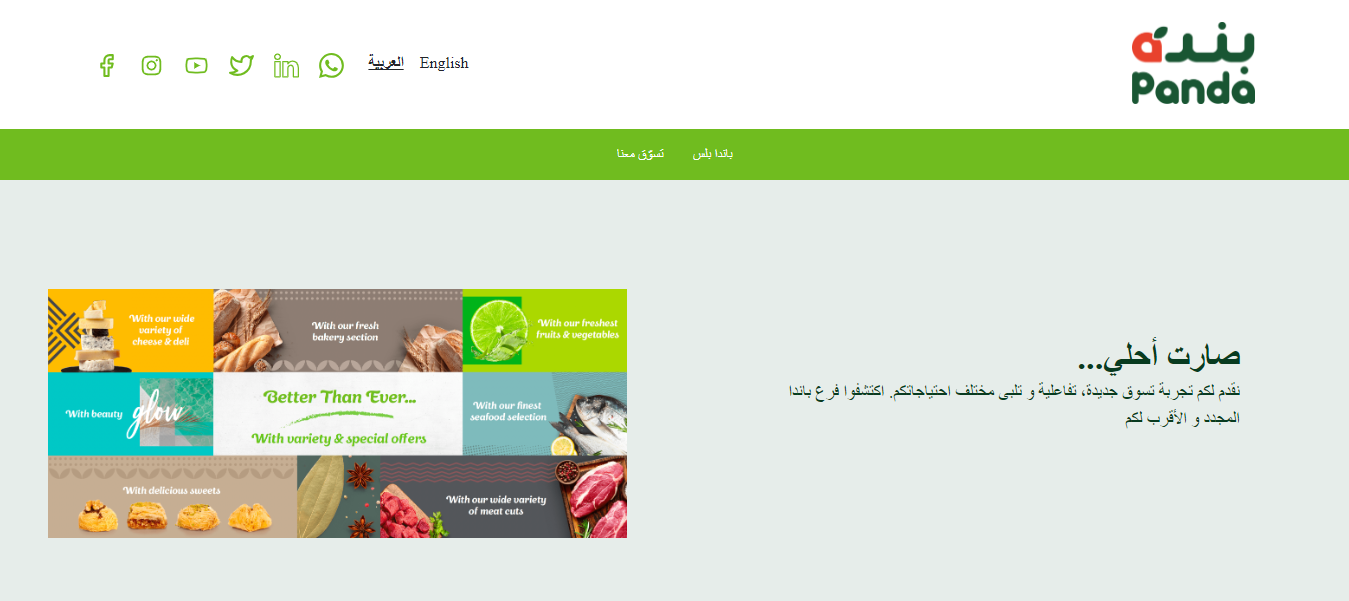 بندة
Panda
العربية
English
باندا بلس
تسوّق معنا
صارت أحلي...
نقدم لكم تجربة تسوق جديدة، تفاعلية و تلبى مختلف احتياجاتكم. اكتشفوا فرع باندا
المجدد و الأقرب لكم
With our wide
variety of
cheese & deli
With our fresh
bakery section
With our freshest
fruits & vegetables
With beauty
glow
Better Than Ever...
With variety & special offers
With our finest
seafood selection
With delicious sweets
With our wide variety
of meat cuts